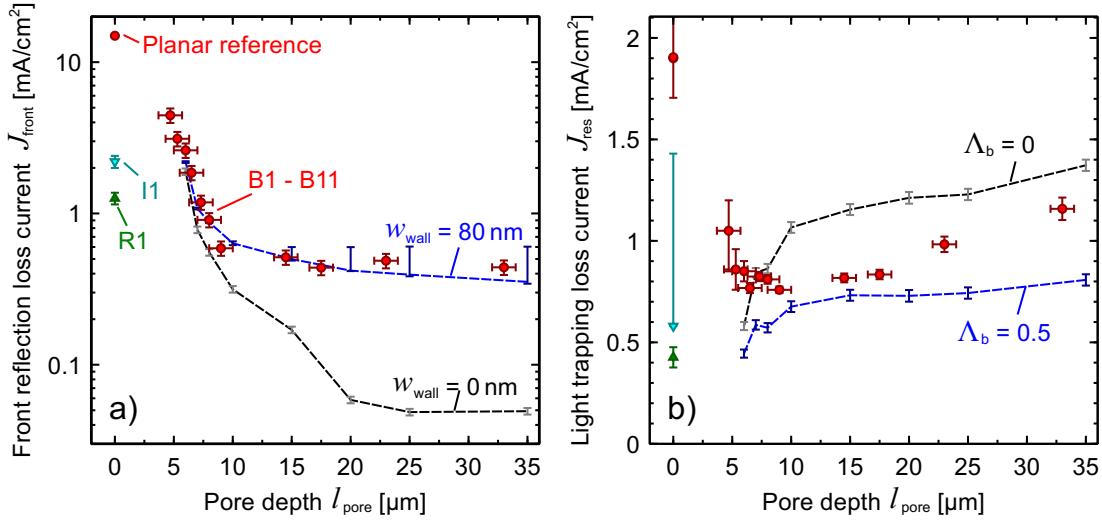 Front reflection loss current J_front [mA/cm²]
10
1
0.1
Planar reference
I1
R1
B1 - B11
w_wall = 80 nm
w_wall = 0 nm
a)
0 5 10 15 20 25 30 35
Pore depth l_pore [µm]
Light trapping loss current J_res [mA/cm²]
2
1.5
1
0.5
0
Λ_b = 0
Λ_b = 0.5
b)
0 5 10 15 20 25 30 35
Pore depth l_pore [µm]